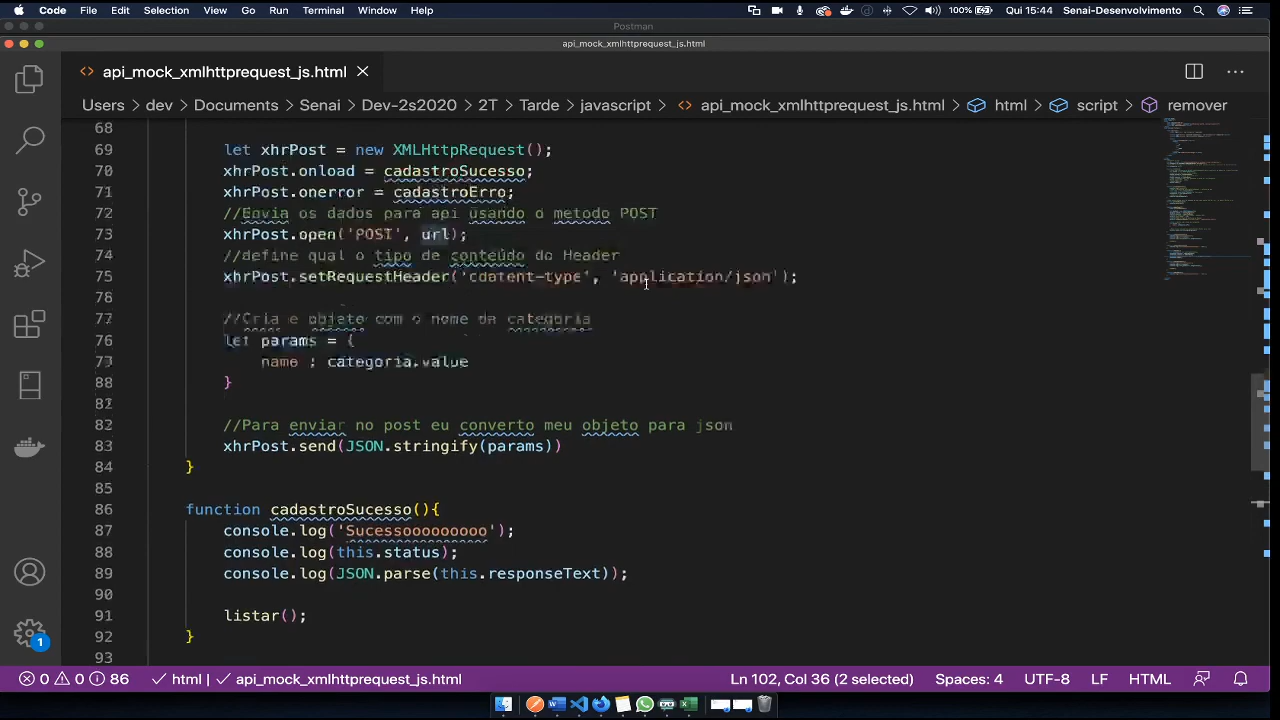 Code File Edit Selection View Go Run Terminal Window Help 100% Qui 15:44 Senai-Desenvolvimento
Postman
api_mock_xmlhttprequest_js.html
<> api_mock_xmlhttprequest_js.html
Users > dev > Documents > Senai > Dev-2s2020 > 2T > Tarde > javascript > <> api_mock_xmlhttprequest_js.html > html > script > remover
68
69 let xhrPost = new XMLHttpRequest();
70 xhrPost.onload = cadastroSucesso;
71 xhrPost.onerror = cadastroErro;
72 //Envia os dados para api usando o metodo POST
73 xhrPost.open('POST', url);
74 //define qual o tipo de conteúdo do Header
75 xhrPost.setRequestHeader('content-type', 'application/json');
//Cria e objeto com o nome da categoria
let params = {
name : categoria.value
}
82 //Para enviar no post eu converto meu objeto para json
83 xhrPost.send(JSON.stringify(params))
84 }
85
86 function cadastroSucesso(){
87 console.log('Sucessooooooooo');
88 console.log(this.status);
89 console.log(JSON.parse(this.responseText));
90
91 listar();
92 }
93
1
0 0 86 html | api_mock_xmlhttprequest_js.html Ln 102, Col 36 (2 selected) Spaces: 4 UTF-8 LF HTML